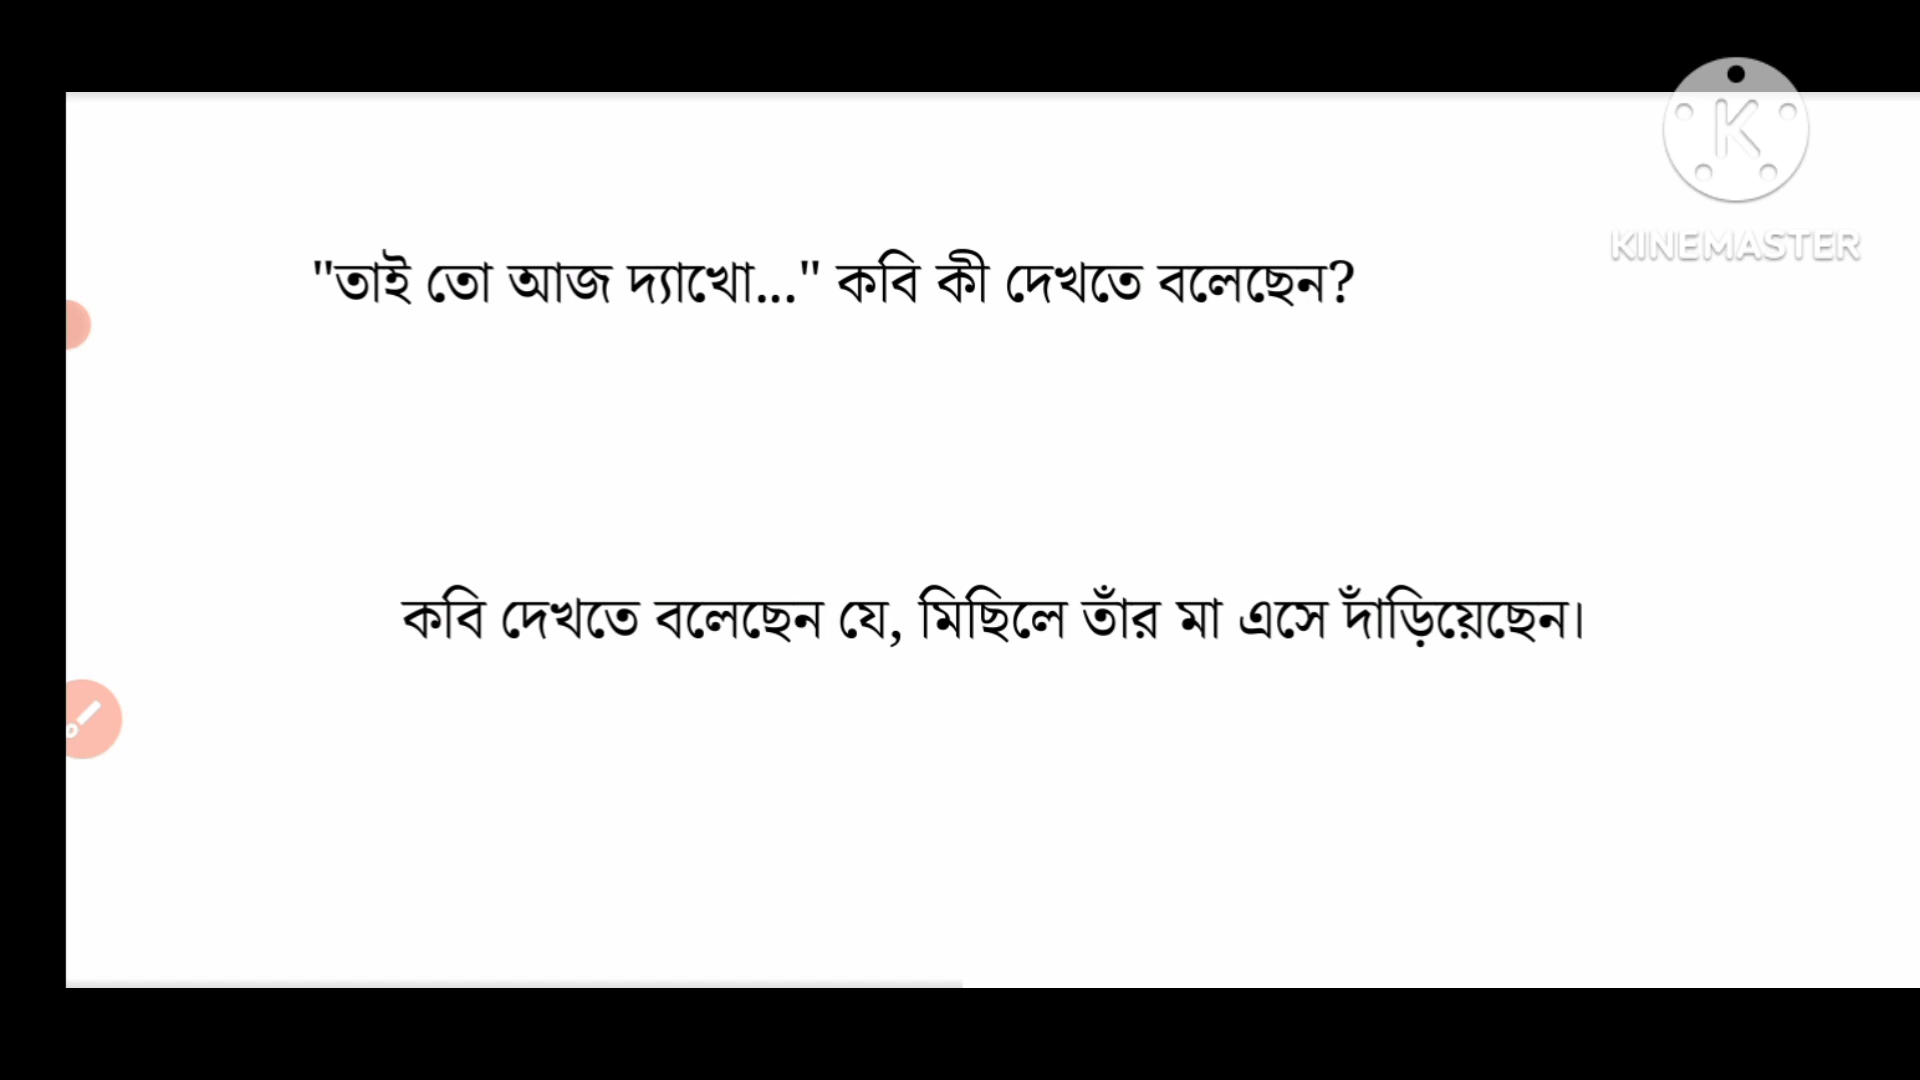 KINEMASTER
"তাই তো আজ দ্যাখো..." কবি কী দেখতে বলেছেন?
কবি দেখতে বলেছেন যে, মিছিলে তাঁর মা এসে দাঁড়িয়েছেন।